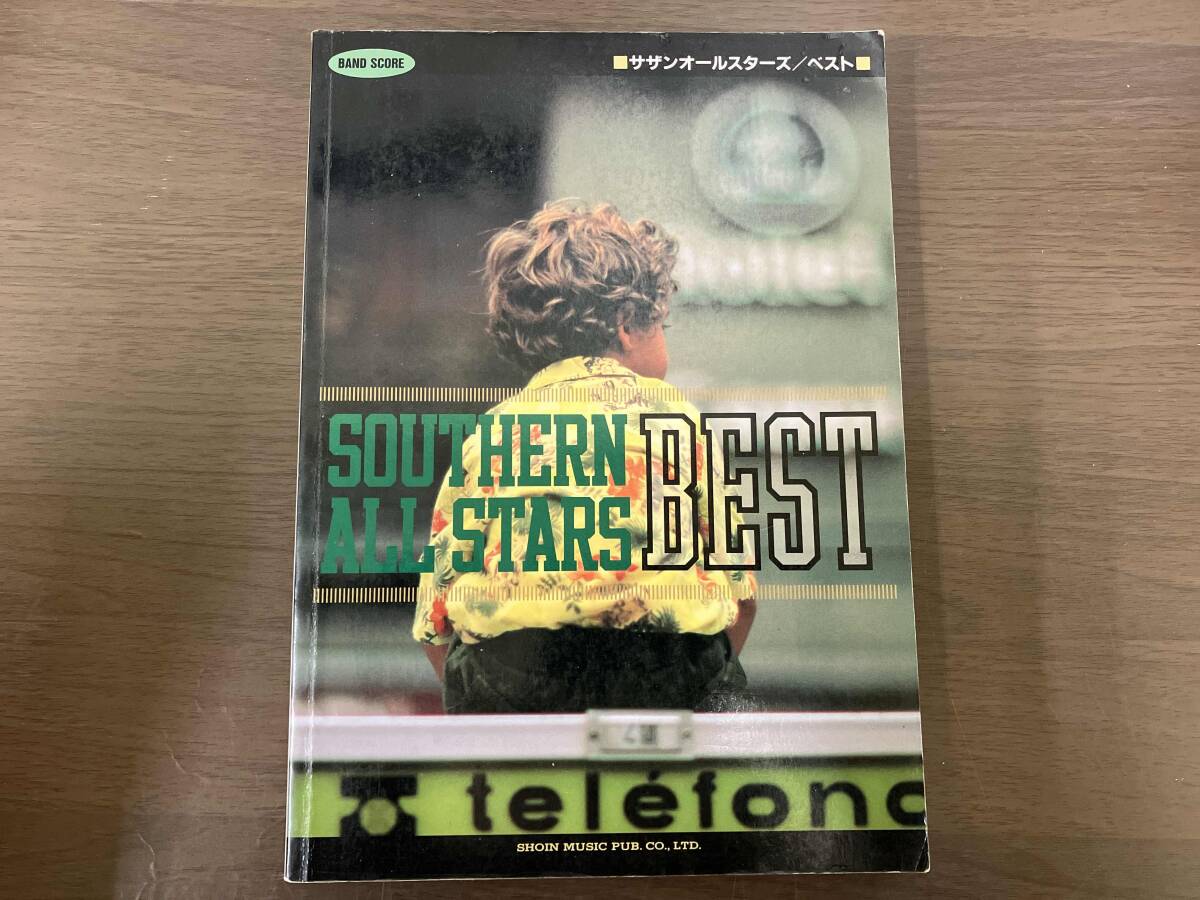 BAND SCORE
■サザンオールスターズ／ベスト■
SOUTHERN
ALL STARS
BEST
teléfono
SHOIN MUSIC PUB. CO., LTD.